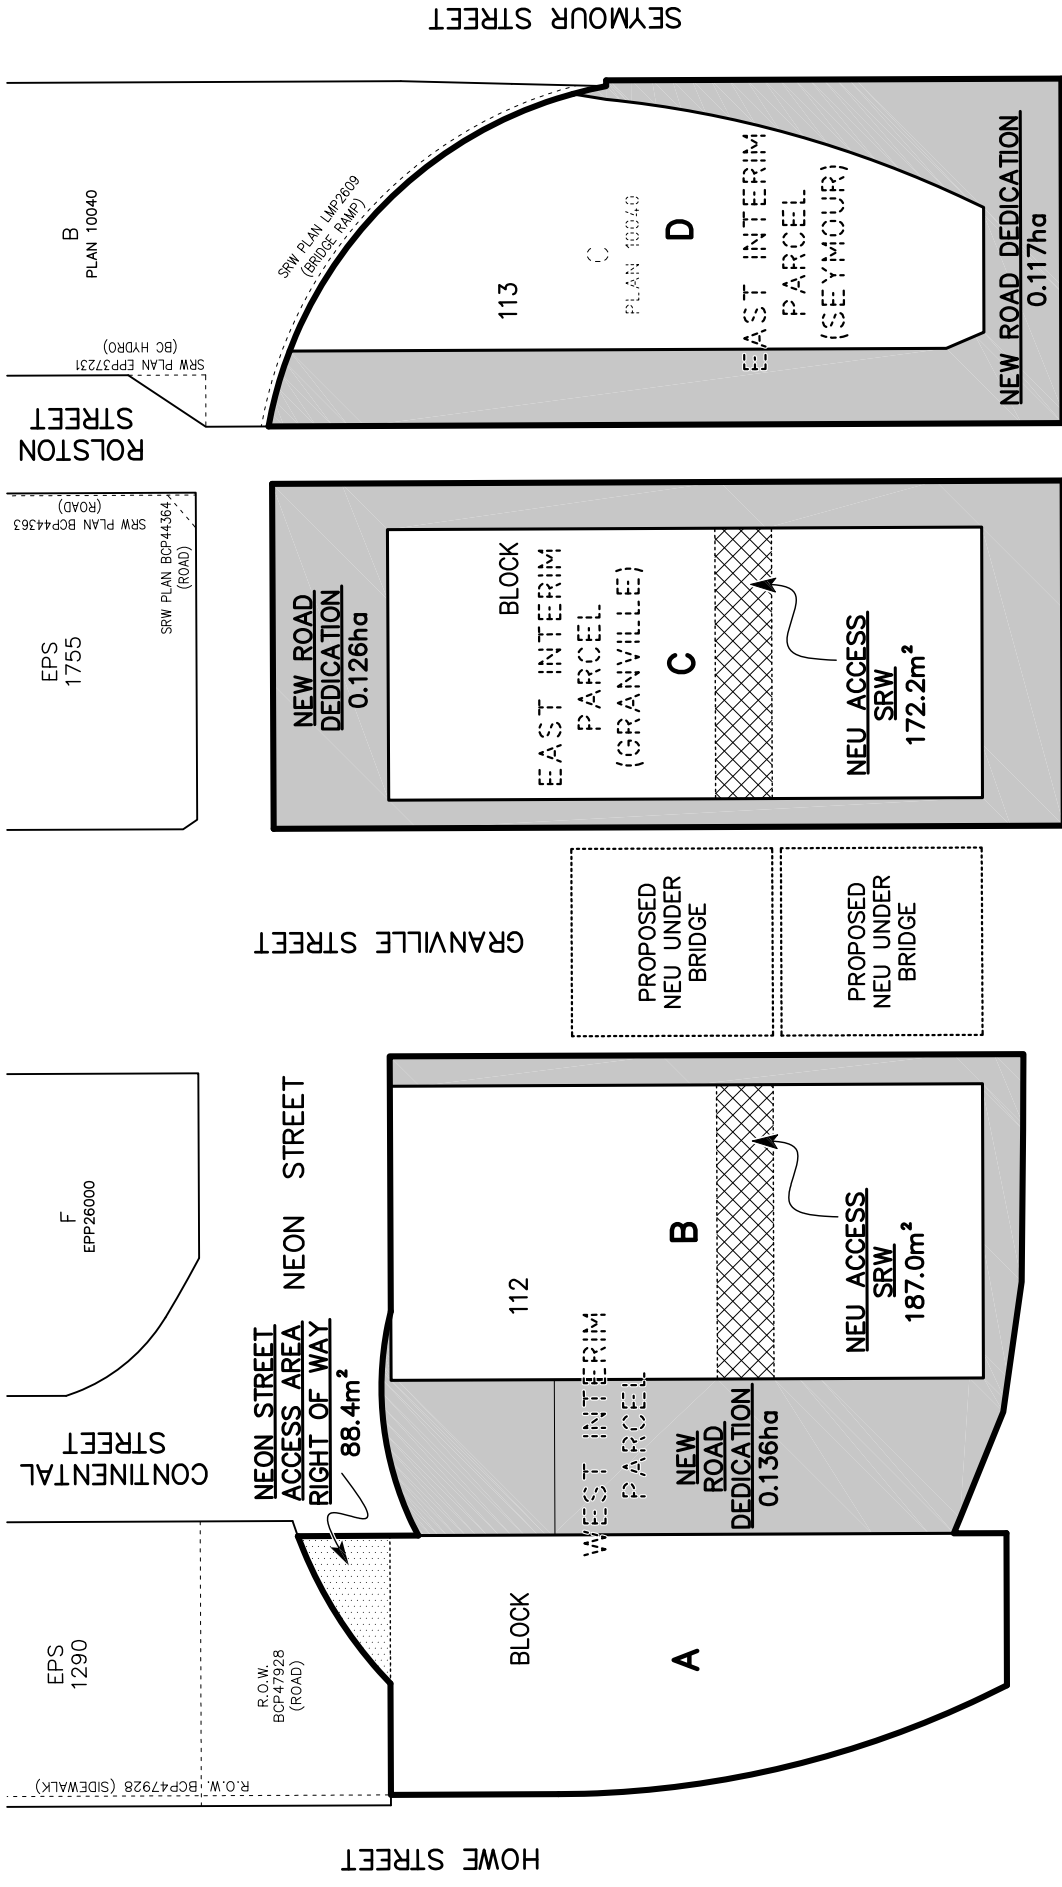 SEYMOUR STREET
B
PLAN 10040
SRW PLAN LMP2609
(BRIDGE RAMP)
SRW PLAN EPP37231
(BC HYDRO)
113
C
PLAN 10040
D
EAST INTERIM
PARCEL
(SEYMOUR)
NEW ROAD DEDICATION
0.117ha
ROLSTON
STREET
SRW PLAN BCP44363
(ROAD)
SRW PLAN BCP44364
(ROAD)
EPS
1755
NEW ROAD
DEDICATION
0.126ha
BLOCK
EAST INTERIM
PARCEL
(GRANVILLE)
C
NEU ACCESS
SRW
172.2m²
GRANVILLE STREET
PROPOSED
NEU UNDER
BRIDGE
PROPOSED
NEU UNDER
BRIDGE
F
EPP26000
NEON STREET
112
B
NEU ACCESS
SRW
187.0m²
CONTINENTAL
STREET
NEON STREET
ACCESS AREA
RIGHT OF WAY
88.4m²
WEST INTERIM
PARCEL
NEW
ROAD
DEDICATION
0.136ha
EPS
1290
R.O.W.
BCP47928
(ROAD)
R.O.W. BCP47928 (SIDEWALK)
BLOCK
A
HOWE STREET